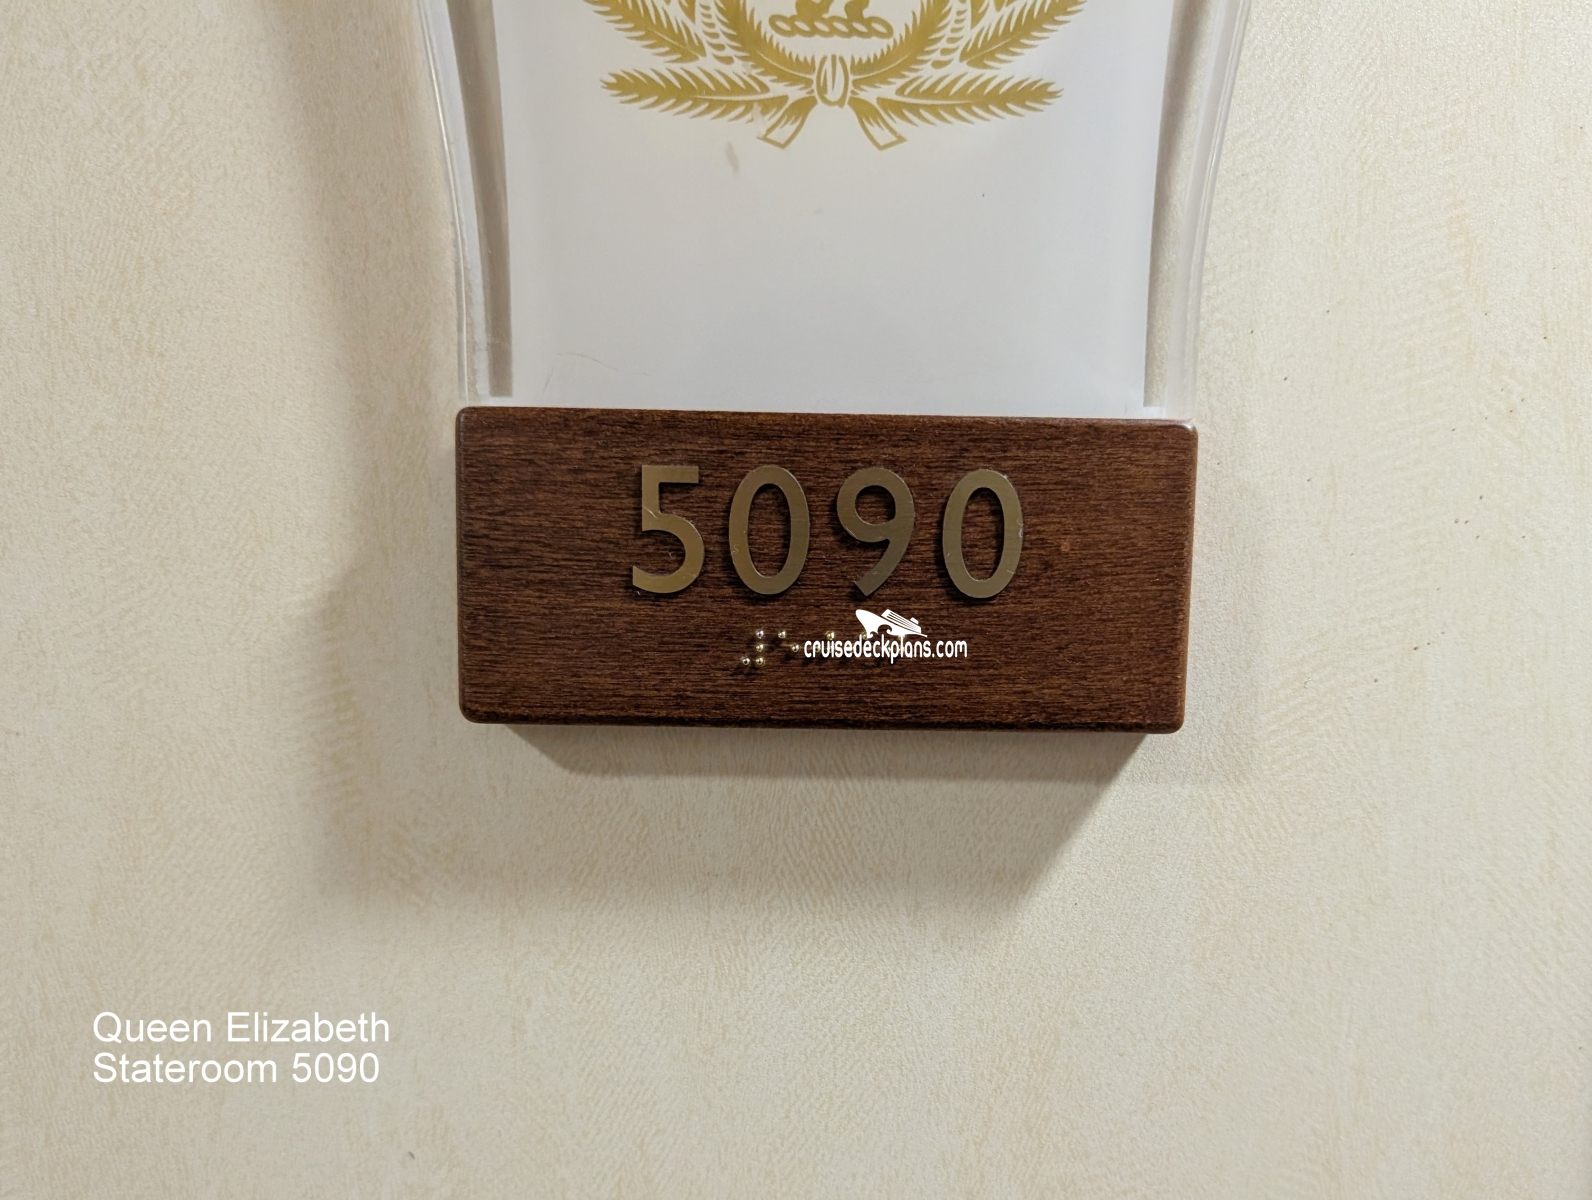 5090
cruisedeckplans.com
Queen Elizabeth
Stateroom 5090